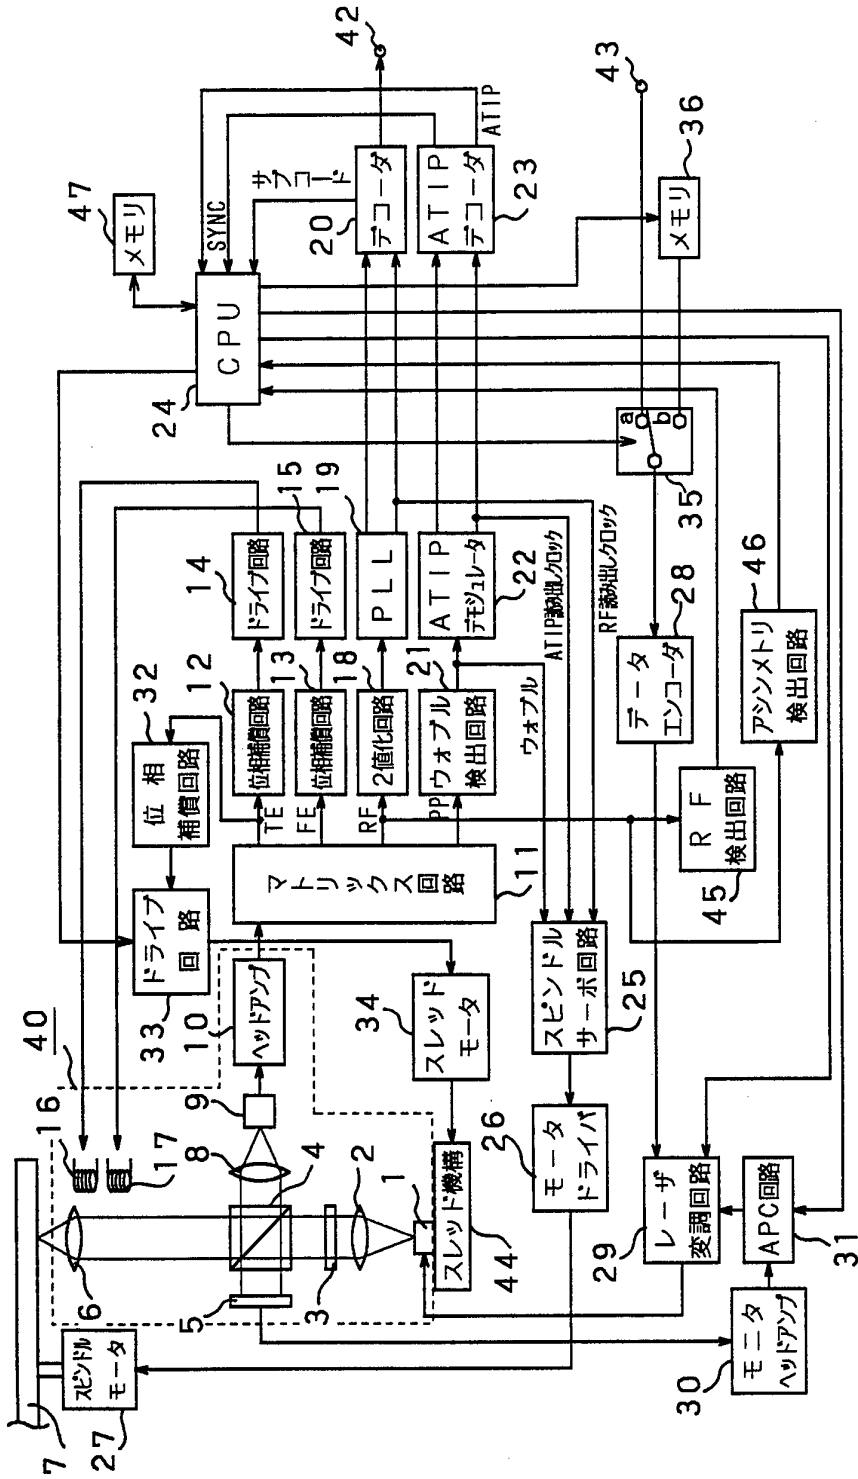 7
スピンドル
モータ
27
6
16
17
40
5
8
9
4
3
2
1
ヘッドアンプ
10
スレッド機構
44
ドライブ
回路
33
位相
補償回路
32
マトリックス回路
11
TE
FE
RF
PP
位相補償回路
12
位相補償回路
13
2値化回路
18
ウォブル
検出回路
21
ドライブ回路
14
ドライブ回路
15
PLL
19
ATIP
デモジュレータ
22
CPU
24
メモリ
47
SYNC
サブコード
デコーダ
20
ATIP
デコーダ
23
ATIP
42
43
メモリ
36
a
b
35
スレッド
モータ
34
ウォブル
ATIP読み出しクロック
RF読み出しクロック
スピンドル
サーボ回路
25
モータ
ドライバ
26
データ
エンコーダ
28
レーザ
変調回路
29
モニタ
ヘッドアンプ
30
APC回路
31
RF
検出回路
45
アシンメトリ
検出回路
46